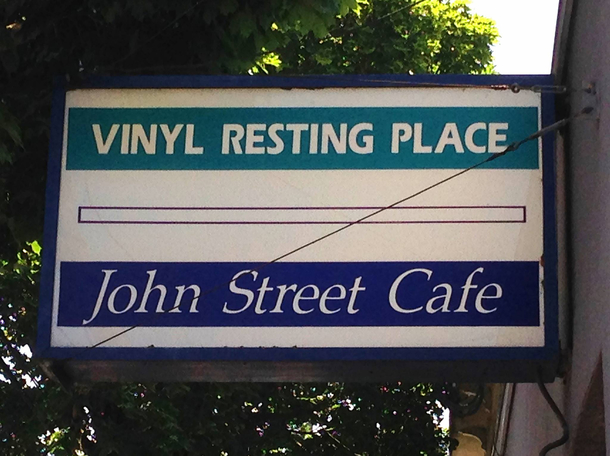 VINYL RESTING PLACE
John Street Cafe